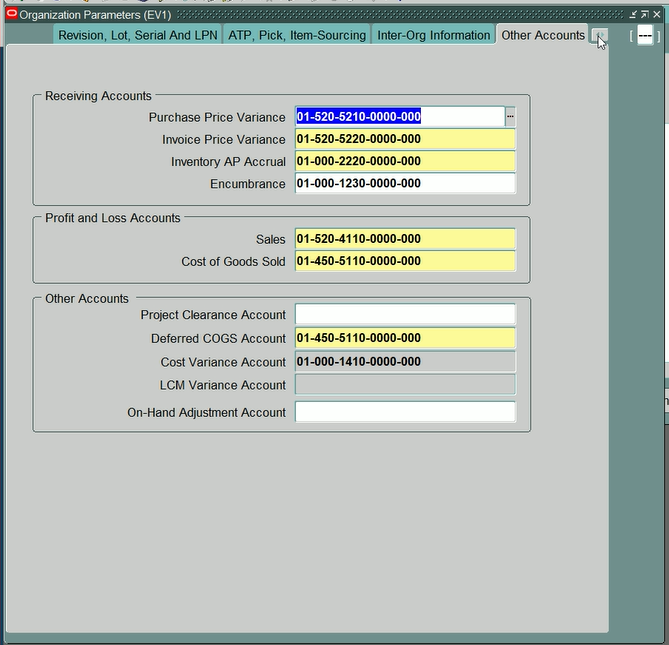 Organization Parameters (EV1)
Revision, Lot, Serial And LPN ATP, Pick, Item-Sourcing Inter-Org Information Other Accounts
Receiving Accounts
Purchase Price Variance 01-520-5210-0000-000 ...
Invoice Price Variance 01-520-5220-0000-000
Inventory AP Accrual 01-000-2220-0000-000
Encumbrance 01-000-1230-0000-000
Profit and Loss Accounts
Sales 01-520-4110-0000-000
Cost of Goods Sold 01-450-5110-0000-000
Other Accounts
Project Clearance Account
Deferred COGS Account 01-450-5110-0000-000
Cost Variance Account 01-000-1410-0000-000
LCM Variance Account
On-Hand Adjustment Account